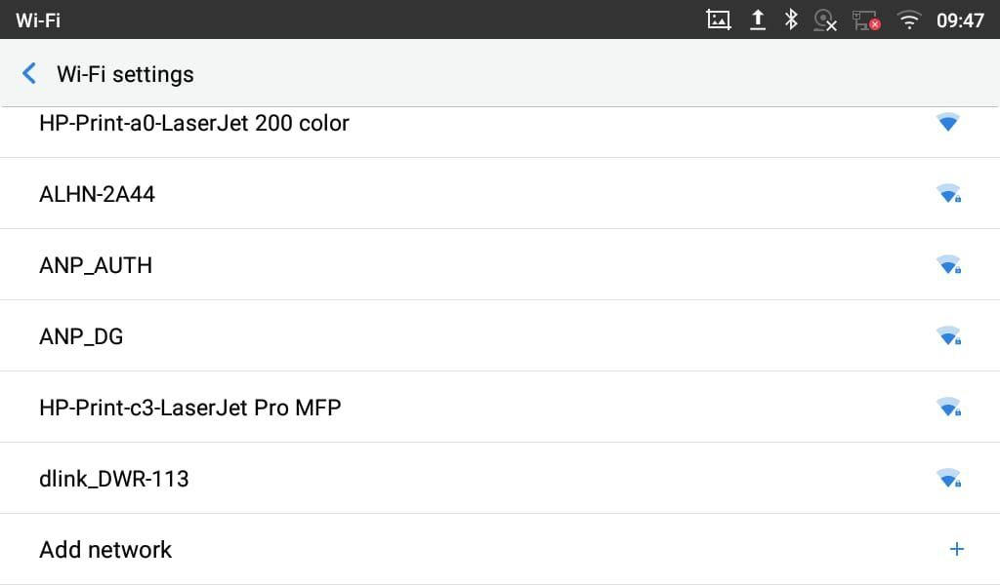 Wi-Fi 09:47
Wi-Fi settings
HP-Print-a0-LaserJet 200 color
ALHN-2A44
ANP_AUTH
ANP_DG
HP-Print-c3-LaserJet Pro MFP
dlink_DWR-113
Add network